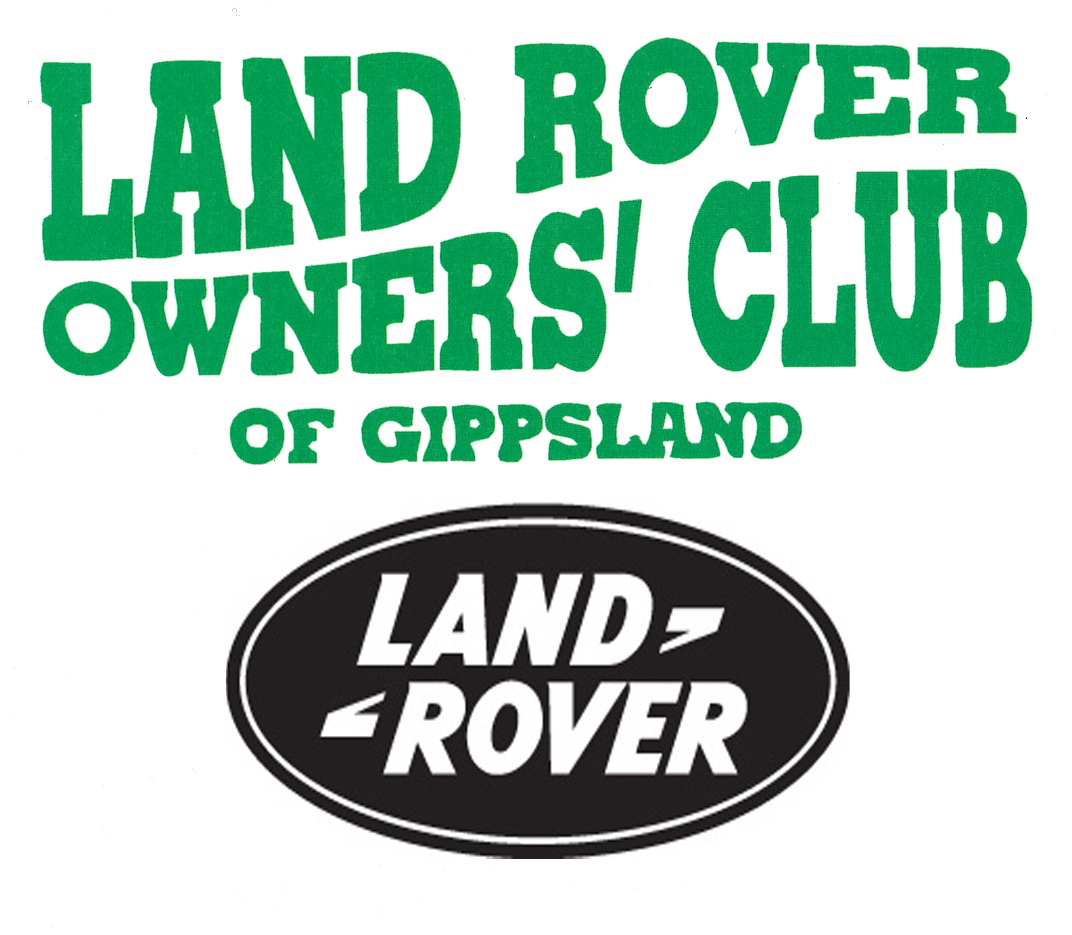 LAND ROVER
OWNERS' CLUB
OF GIPPSLAND
LAND
ROVER